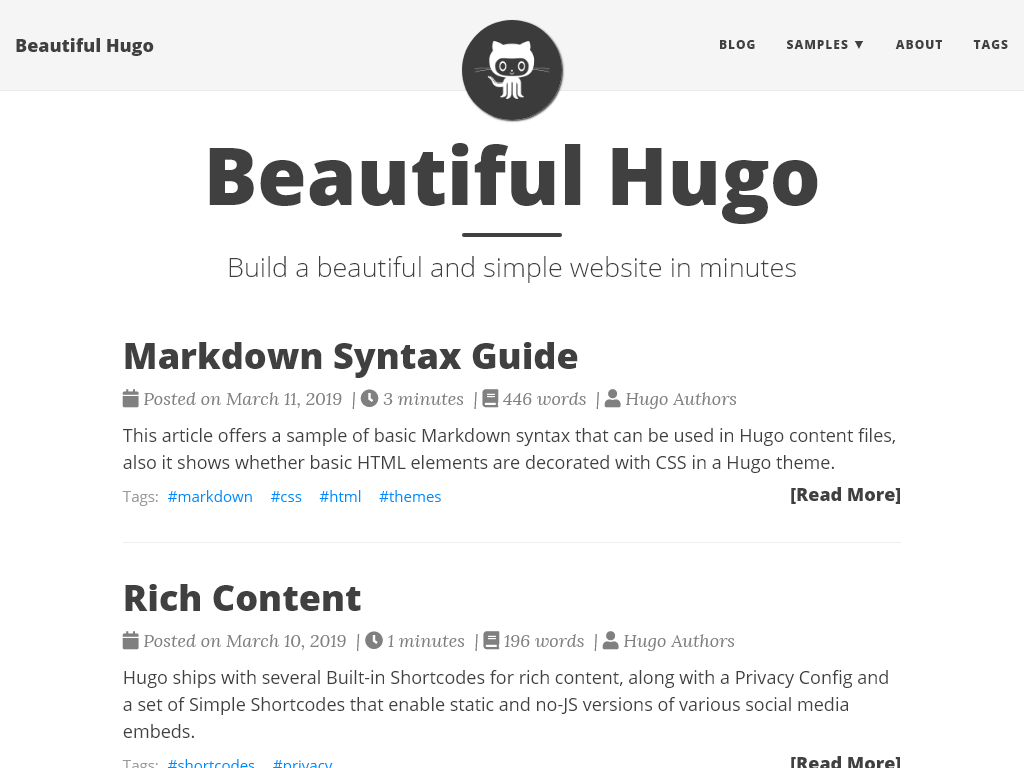 Beautiful Hugo
BLOG SAMPLES ▼ ABOUT TAGS
Beautiful Hugo
Build a beautiful and simple website in minutes
Markdown Syntax Guide
Posted on March 11, 2019 | 3 minutes | 446 words | Hugo Authors
This article offers a sample of basic Markdown syntax that can be used in Hugo content files,
also it shows whether basic HTML elements are decorated with CSS in a Hugo theme.
Tags: #markdown #css #html #themes [Read More]
Rich Content
Posted on March 10, 2019 | 1 minutes | 196 words | Hugo Authors
Hugo ships with several Built-in Shortcodes for rich content, along with a Privacy Config and
a set of Simple Shortcodes that enable static and no-JS versions of various social media
embeds.
Tags: #shortcodes #privacy [Read More]